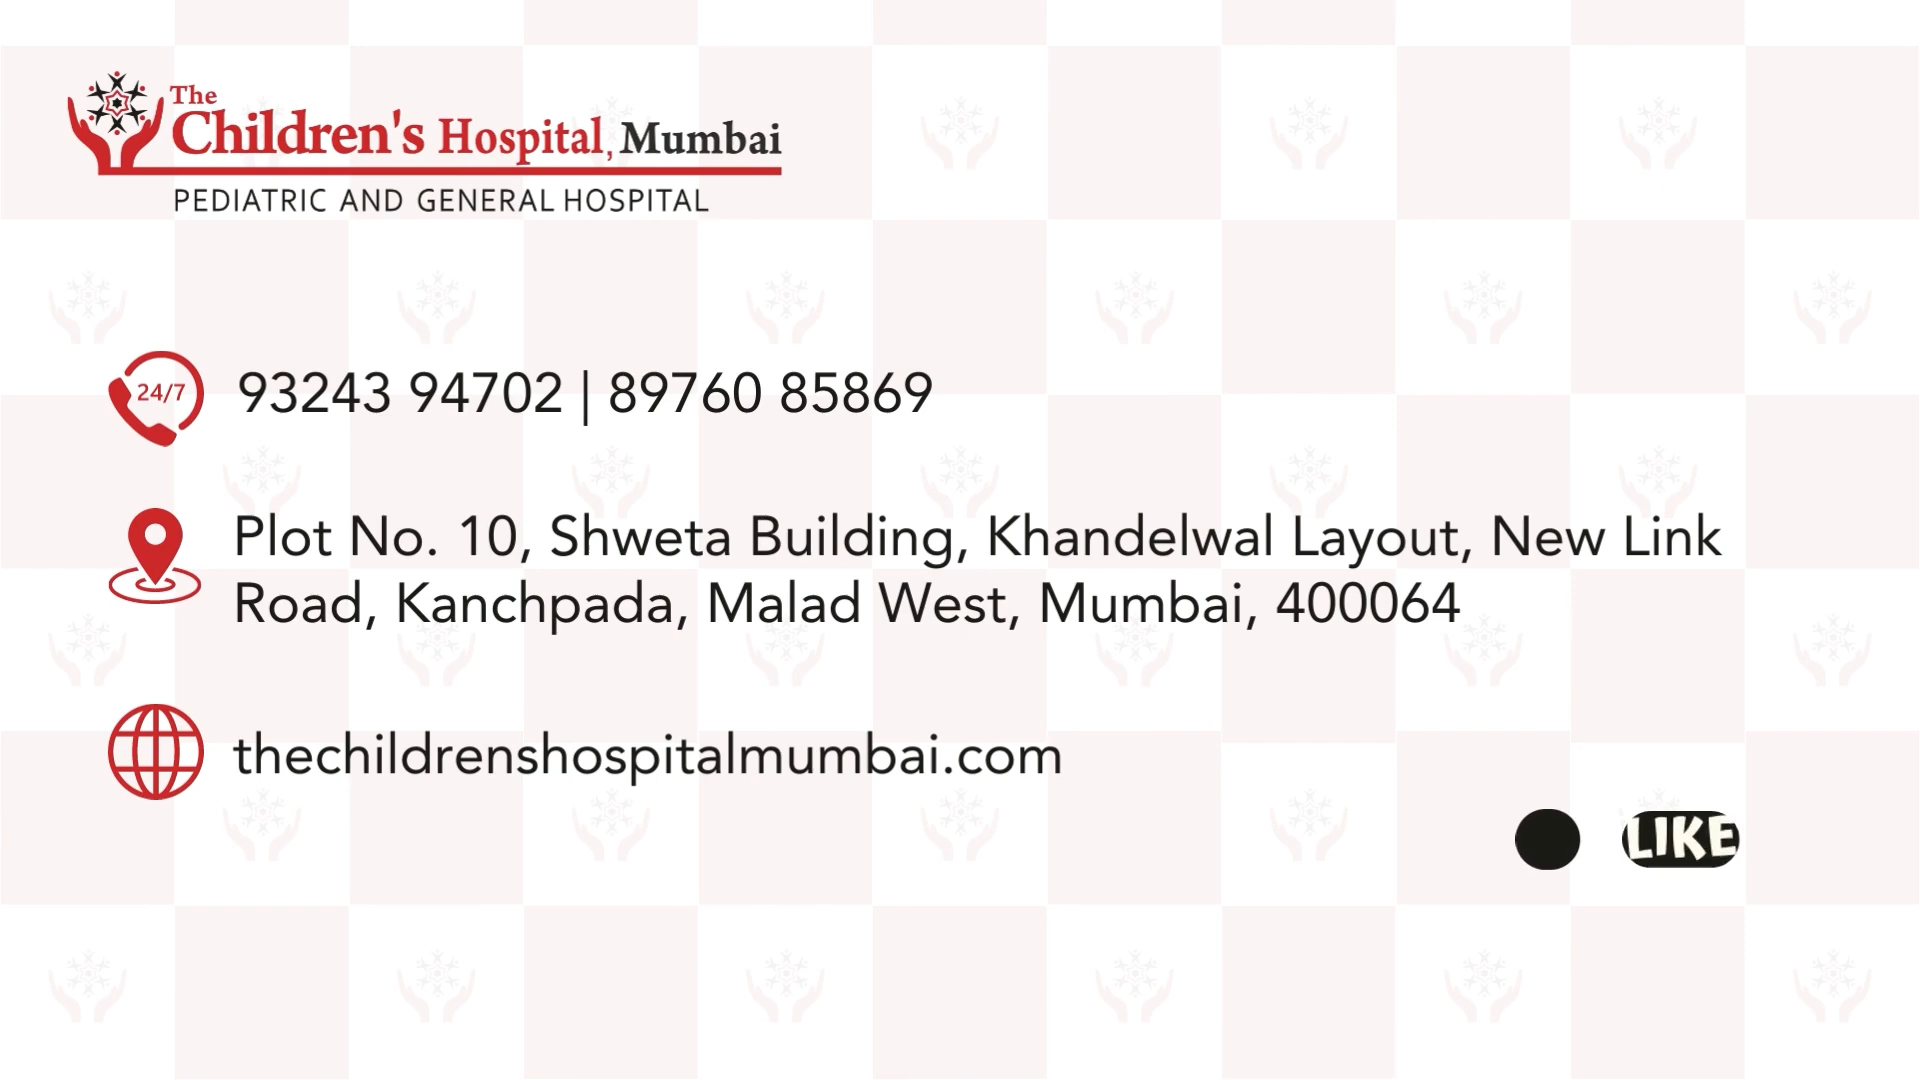 The
Children's Hospital, Mumbai
PEDIATRIC AND GENERAL HOSPITAL
24/7
93243 94702 | 89760 85869
Plot No. 10, Shweta Building, Khandelwal Layout, New Link
Road, Kanchpada, Malad West, Mumbai, 400064
thechildrenshospitalmumbai.com
LIKE